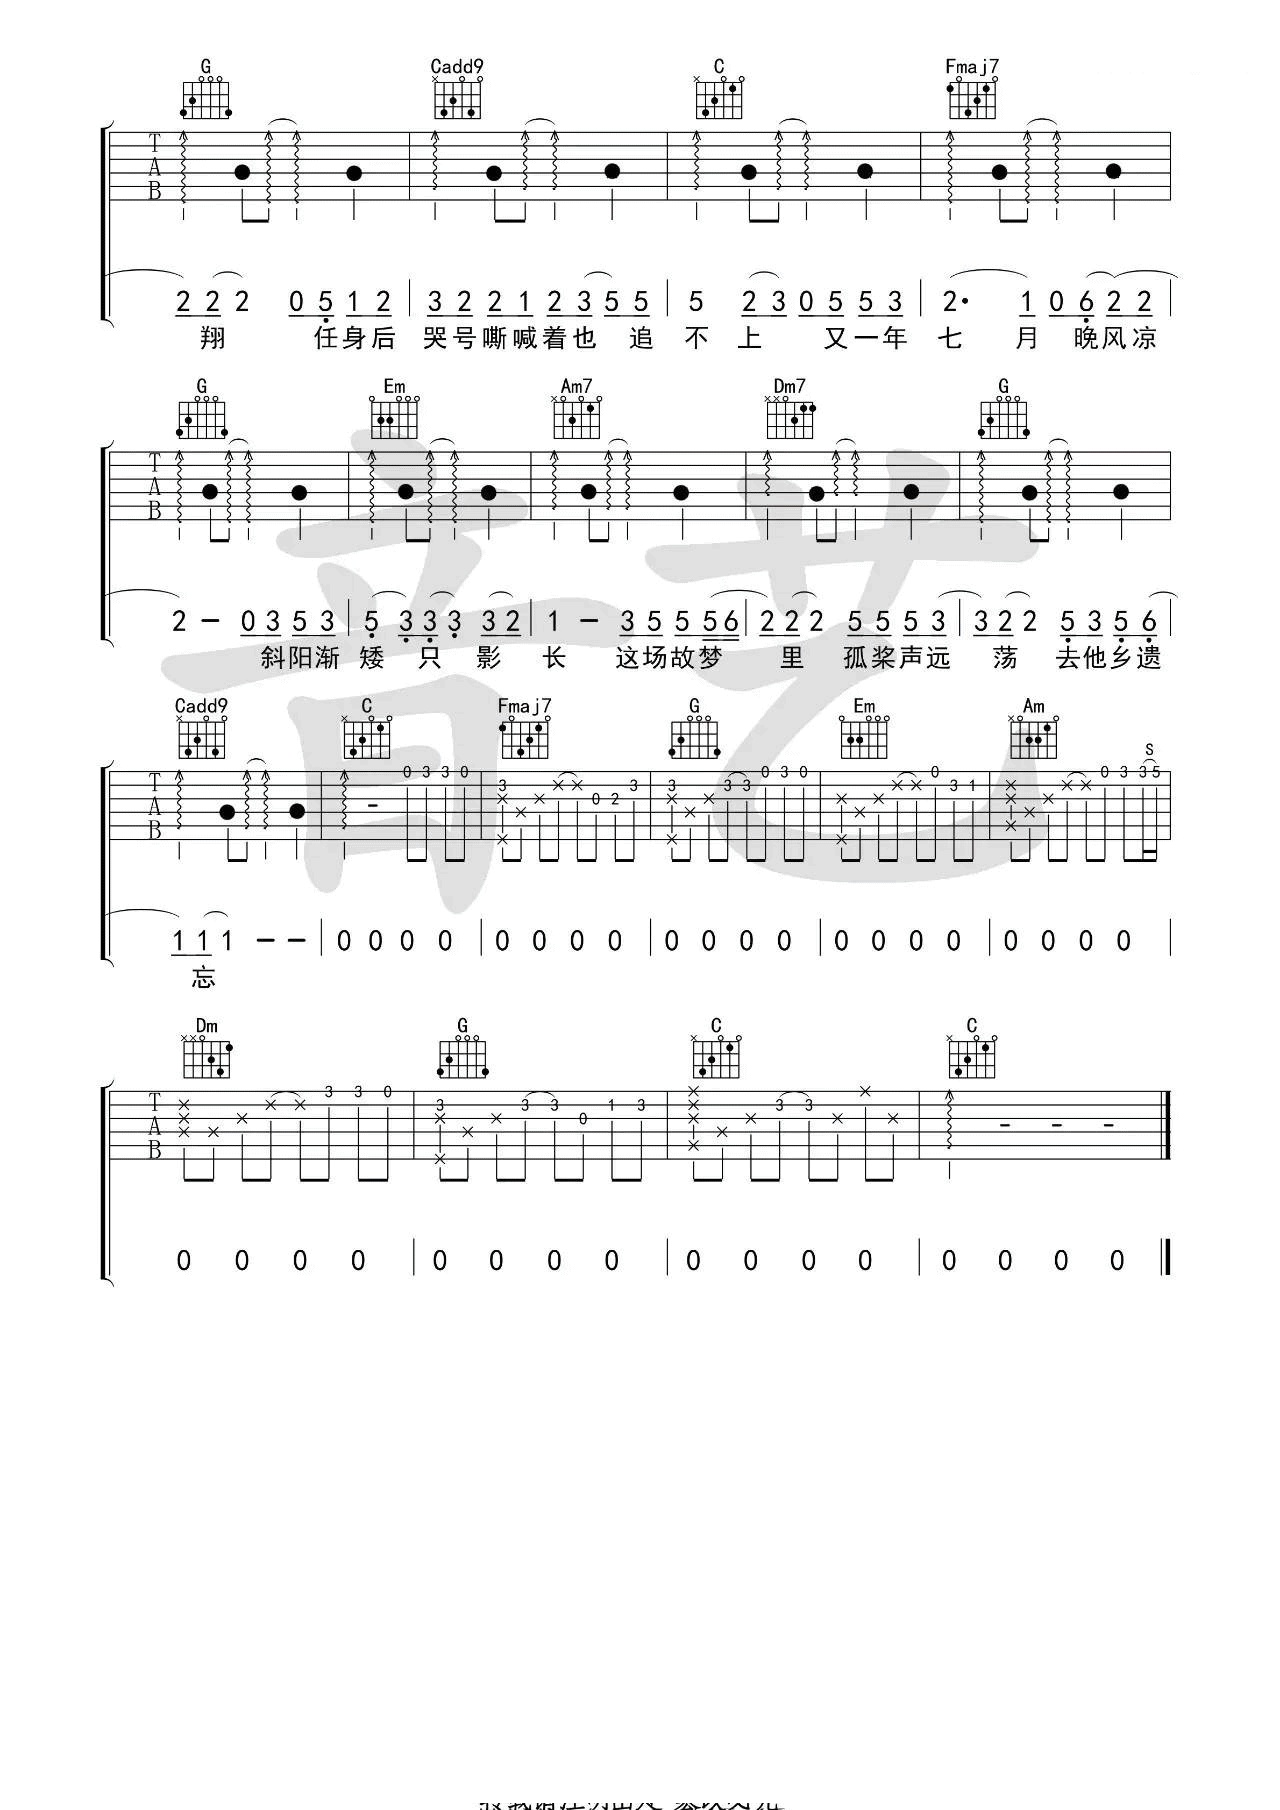 G Cadd9 C Fmaj7
T
A
B
2 2 2 0 5 1 2 3 2 2 1 2 3 5 5 5 2 3 0 5 5 3 2· 1 0 6 2 2
翔 任身后 哭号嘶喊着也 追 不 上 又一年 七 月 晚风凉
G Em Am7 Dm7 G
T
A
B
2 – 0 3 5 3 5 3 3 3 3 2 1 – 3 5 5 5 6 2 2 2 5 5 5 3 3 2 2 5 3 5 6
斜阳渐 矮 只 影 长 这场故梦 里 孤桨声远 荡 去他乡遗
Cadd9 C Fmaj7 G Em Am
S
T
A
B
0 3 3 0 3 0 2 3 3 3 3 0 3 0 0 3 1 0 3 3 5
1 1 1 – – 0 0 0 0 0 0 0 0 0 0 0 0 0 0 0 0 0 0 0 0
忘
Dm G C C
T
A
B
3 3 0 3 3 3 0 1 3 3 3
0 0 0 0 0 0 0 0 0 0 0 0 0 0 0 0
音艺